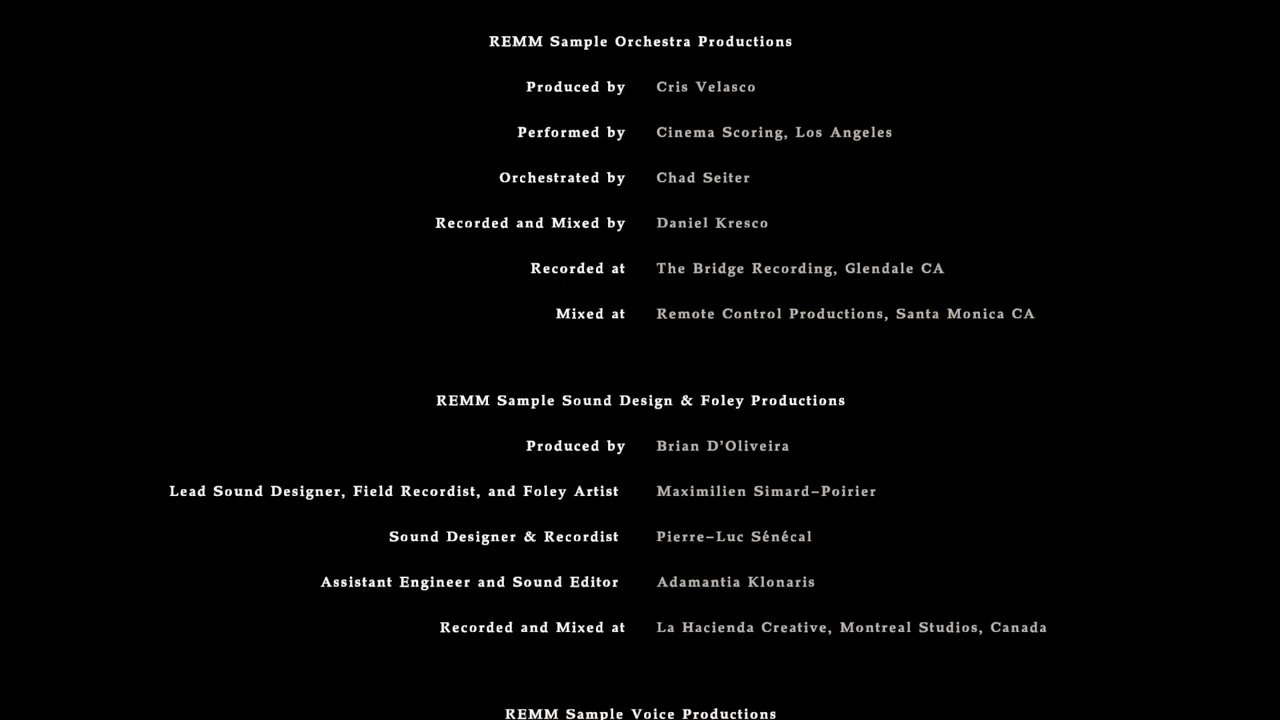 REMM Sample Orchestra Productions
Produced by Cris Velasco
Performed by Cinema Scoring, Los Angeles
Orchestrated by Chad Seiter
Recorded and Mixed by Daniel Kresco
Recorded at The Bridge Recording, Glendale CA
Mixed at Remote Control Productions, Santa Monica CA
REMM Sample Sound Design & Foley Productions
Produced by Brian D’Oliveira
Lead Sound Designer, Field Recordist, and Foley Artist Maximilien Simard–Poirier
Sound Designer & Recordist Pierre–Luc Sénécal
Assistant Engineer and Sound Editor Adamantia Klonaris
Recorded and Mixed at La Hacienda Creative, Montreal Studios, Canada
REMM Sample Voice Productions